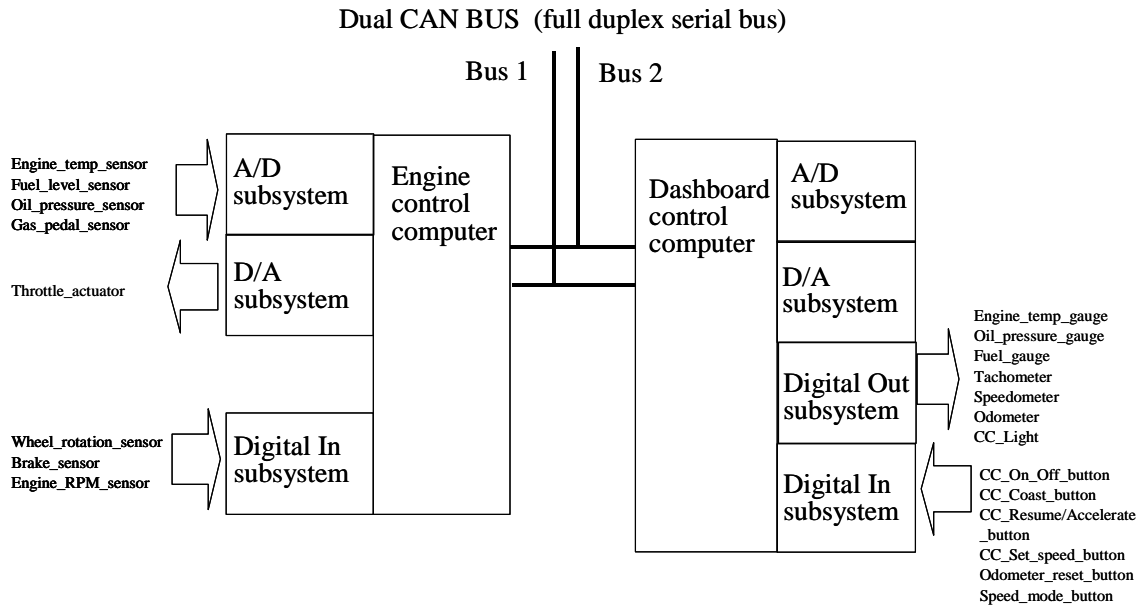 Dual CAN BUS (full duplex serial bus)
Bus 1
Bus 2
Engine_temp_sensor
Fuel_level_sensor
Oil_pressure_sensor
Gas_pedal_sensor
A/D
subsystem
Engine
control
computer
D/A
subsystem
Throttle_actuator
Wheel_rotation_sensor
Brake_sensor
Engine_RPM_sensor
Digital In
subsystem
Dashboard
control
computer
A/D
subsystem
D/A
subsystem
Digital Out
subsystem
Digital In
subsystem
Engine_temp_gauge
Oil_pressure_gauge
Fuel_gauge
Tachometer
Speedometer
Odometer
CC_Light
CC_On_Off_button
CC_Coast_button
CC_Resume/Accelerate
_button
CC_Set_speed_button
Odometer_reset_button
Speed_mode_button